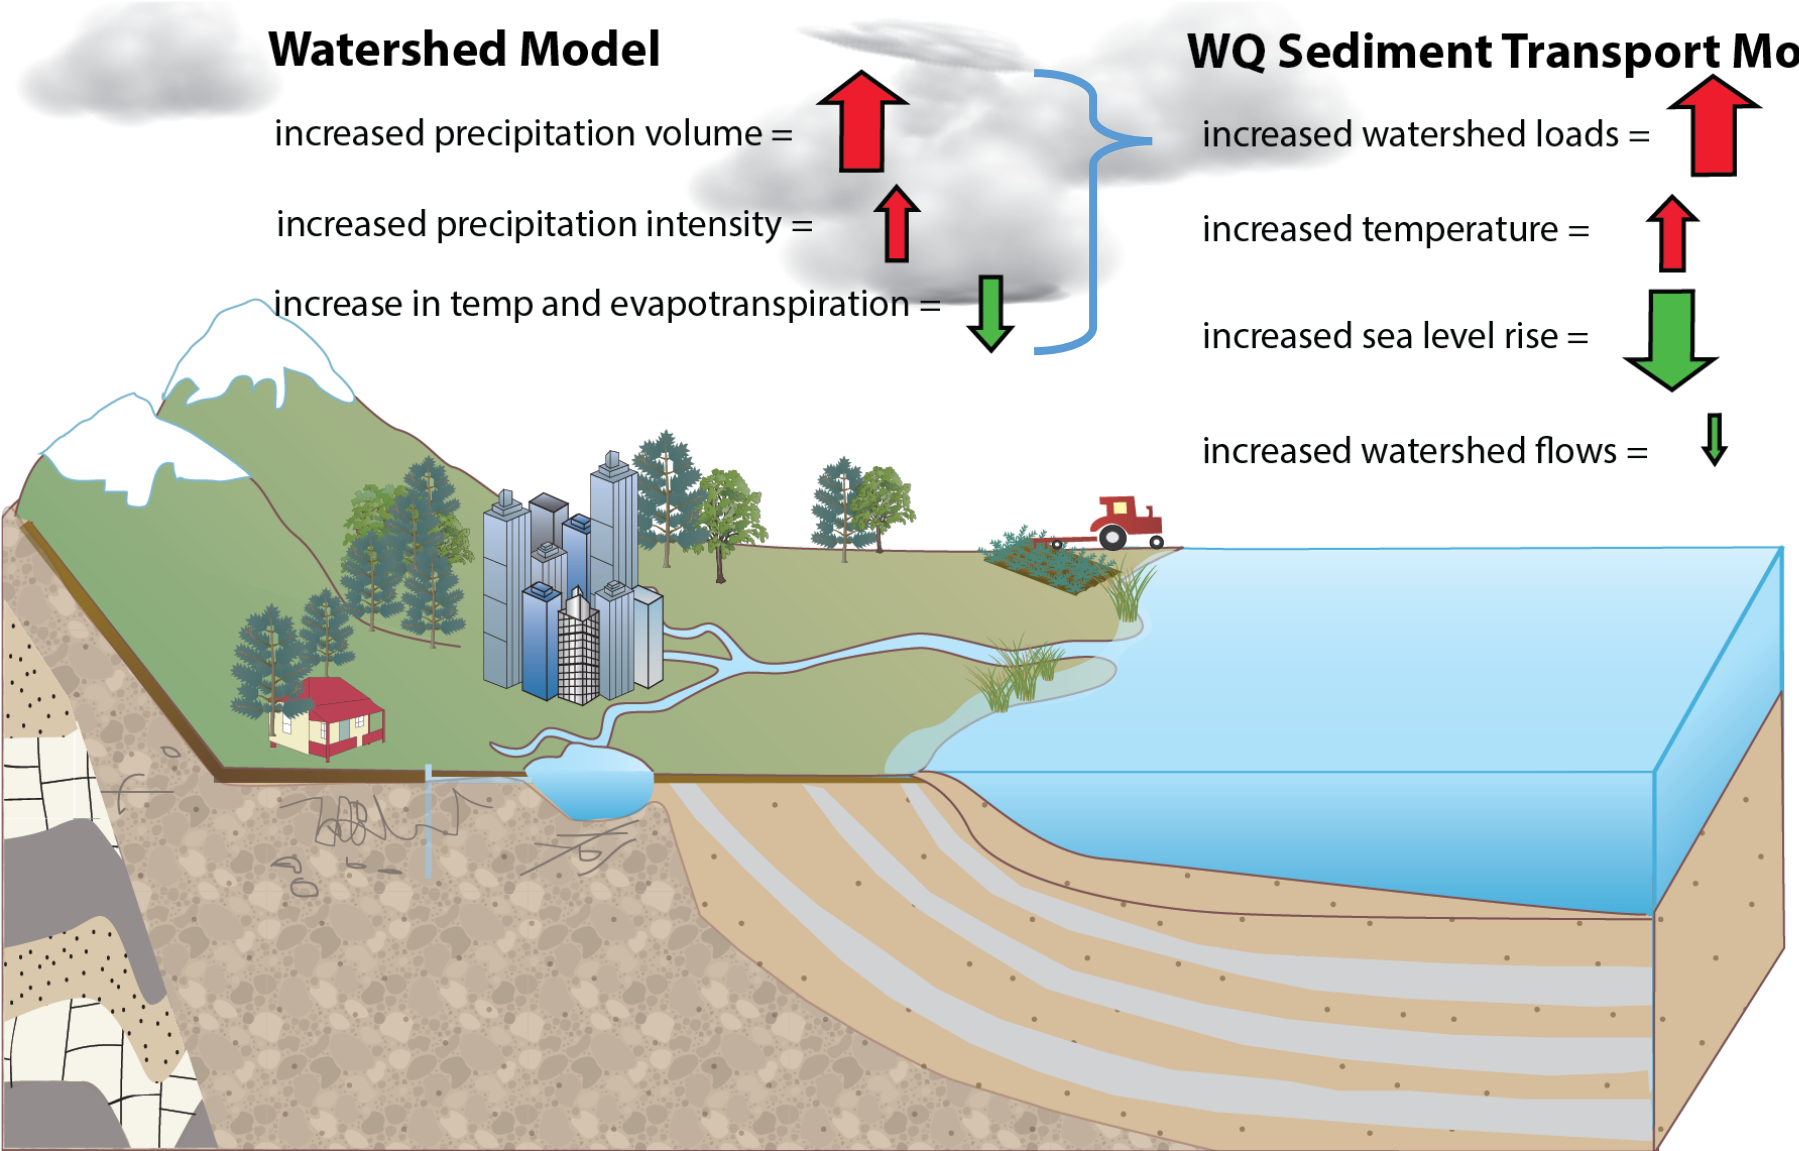 Watershed Model
increased precipitation volume =
increased precipitation intensity =
increase in temp and evapotranspiration =
WQ Sediment Transport Mo
increased watershed loads =
increased temperature =
increased sea level rise =
increased watershed flows =